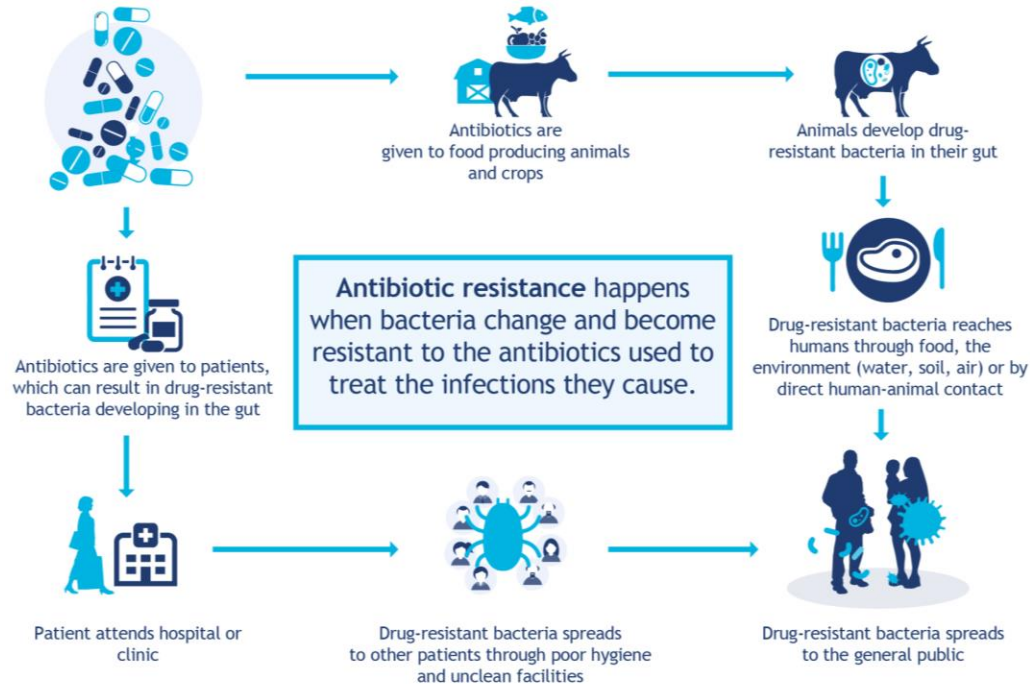 Antibiotics are
given to food producing animals
and crops
Animals develop drug-
resistant bacteria in their gut
Antibiotic resistance happens
when bacteria change and become
resistant to the antibiotics used to
treat the infections they cause.
Drug-resistant bacteria reaches
humans through food, the
environment (water, soil, air) or by
direct human-animal contact
Antibiotics are given to patients,
which can result in drug-resistant
bacteria developing in the gut
Patient attends hospital or
clinic
Drug-resistant bacteria spreads
to other patients through poor hygiene
and unclean facilities
Drug-resistant bacteria spreads
to the general public